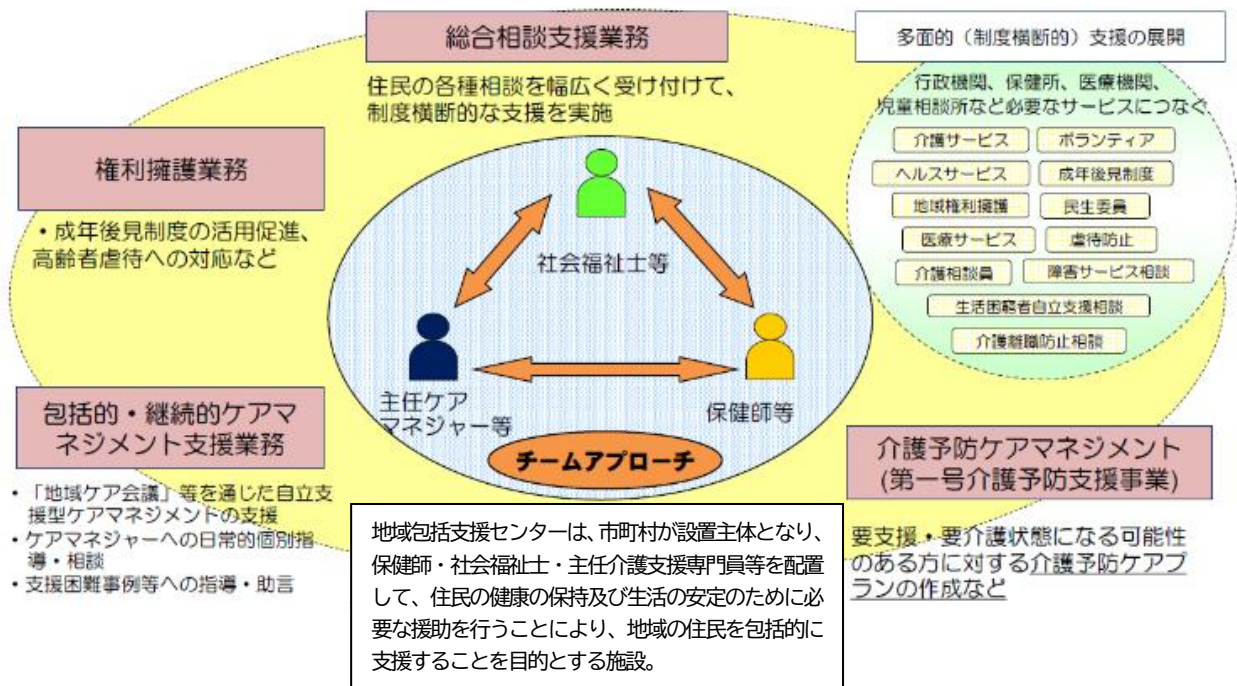 総合相談支援業務
住民の各種相談を幅広く受け付けて、
制度横断的な支援を実施
多面的（制度横断的）支援の展開
行政機関、保健所、医療機関、
児童相談所など必要なサービスにつなぐ
介護サービス
ボランティア
ヘルスサービス
成年後見制度
地域権利擁護
民生委員
医療サービス
虐待防止
介護相談員
障害サービス相談
生活困窮者自立支援相談
介護離職防止相談
権利擁護業務
・成年後見制度の活用促進、
高齢者虐待への対応など
社会福祉士等
主任ケア
マネジャー等
保健師等
チームアプローチ
包括的・継続的ケアマ
ネジメント支援業務
・「地域ケア会議」等を通じた自立支
援型ケアマネジメントの支援
・ケアマネジャーへの日常的個別指
導・相談
・支援困難事例等への指導・助言
介護予防ケアマネジメント
(第一号介護予防支援事業)
要支援・要介護状態になる可能性
のある方に対する介護予防ケアプ
ランの作成など
地域包括支援センターは、市町村が設置主体となり、
保健師・社会福祉士・主任介護支援専門員等を配置
して、住民の健康の保持及び生活の安定のために必
要な援助を行うことにより、地域の住民を包括的に
支援することを目的とする施設。